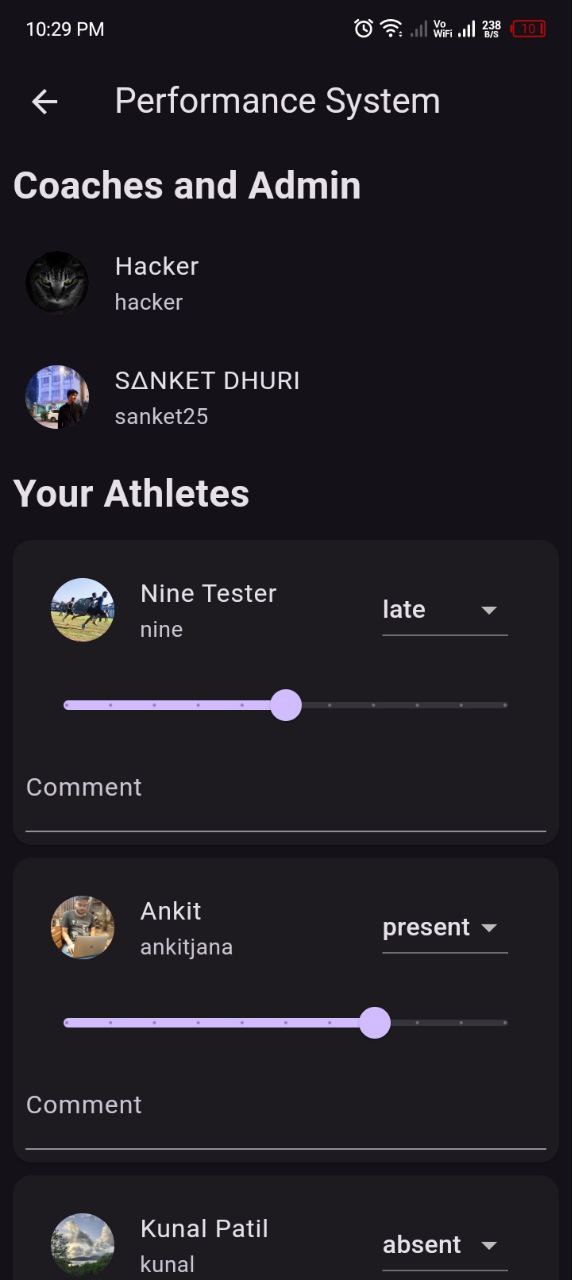 10:29 PM
Vo WiFi
238 B/S
10
Performance System
Coaches and Admin
Hacker
hacker
SΔNKET DHURI
sanket25
Your Athletes
Nine Tester
nine
late
Comment
Ankit
ankitjana
present
Comment
Kunal Patil
kunal
absent